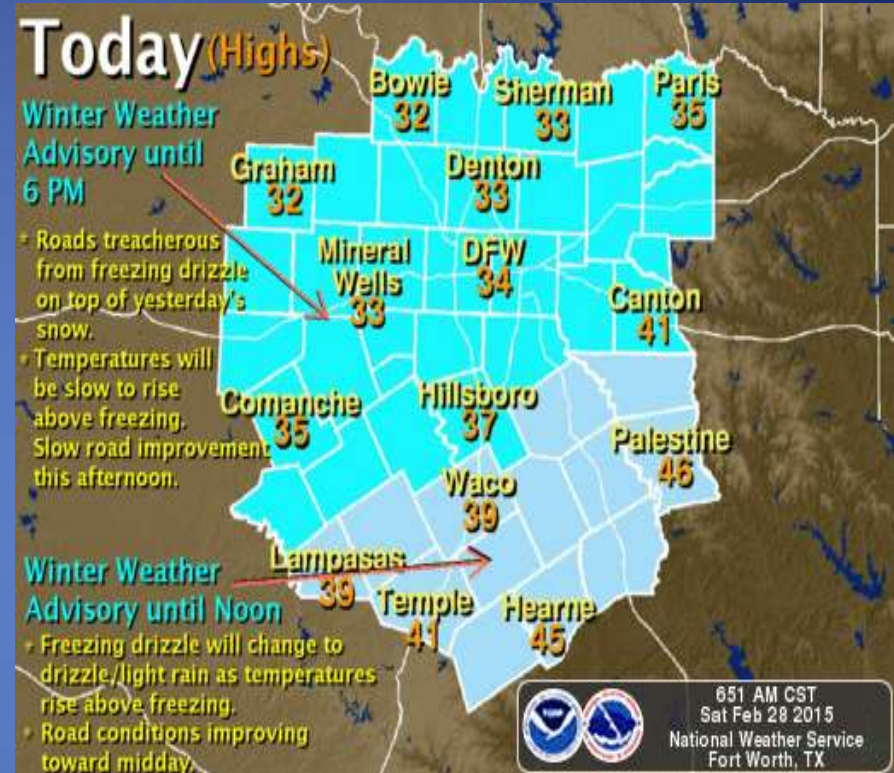 Today (Highs)
Winter Weather
Advisory until
6 PM
* Roads treacherous
from freezing drizzle
on top of yesterday's
snow.
* Temperatures will
be slow to rise
above freezing.
Slow road improvement
this afternoon.
Winter Weather
Advisory until Noon
* Freezing drizzle will change to
drizzle/light rain as temperatures
rise above freezing.
* Road conditions improving
toward midday.
Bowie
32
Sherman
33
Paris
35
Graham
32
Denton
33
Mineral
Wells
33
DFW
34
Canton
41
Comanche
35
Hillsboro
37
Palestine
46
Waco
39
Lampasas
39
Temple
41
Hearne
45
651 AM CST
Sat Feb 28 2015
National Weather Service
Fort Worth, TX